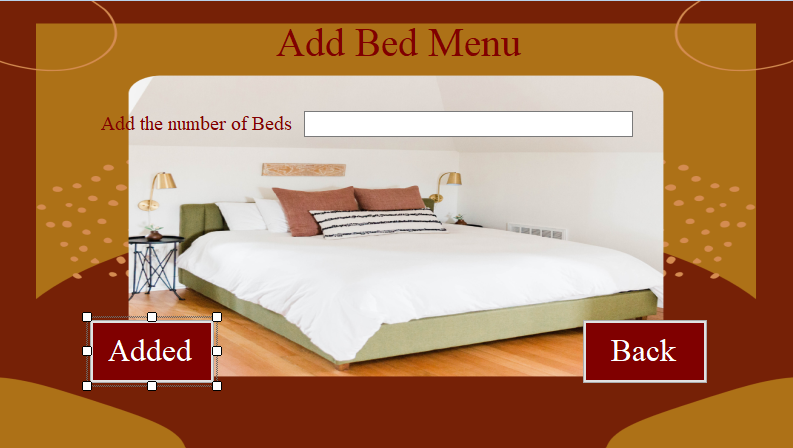 Add Bed Menu
Add the number of Beds
Added
Back